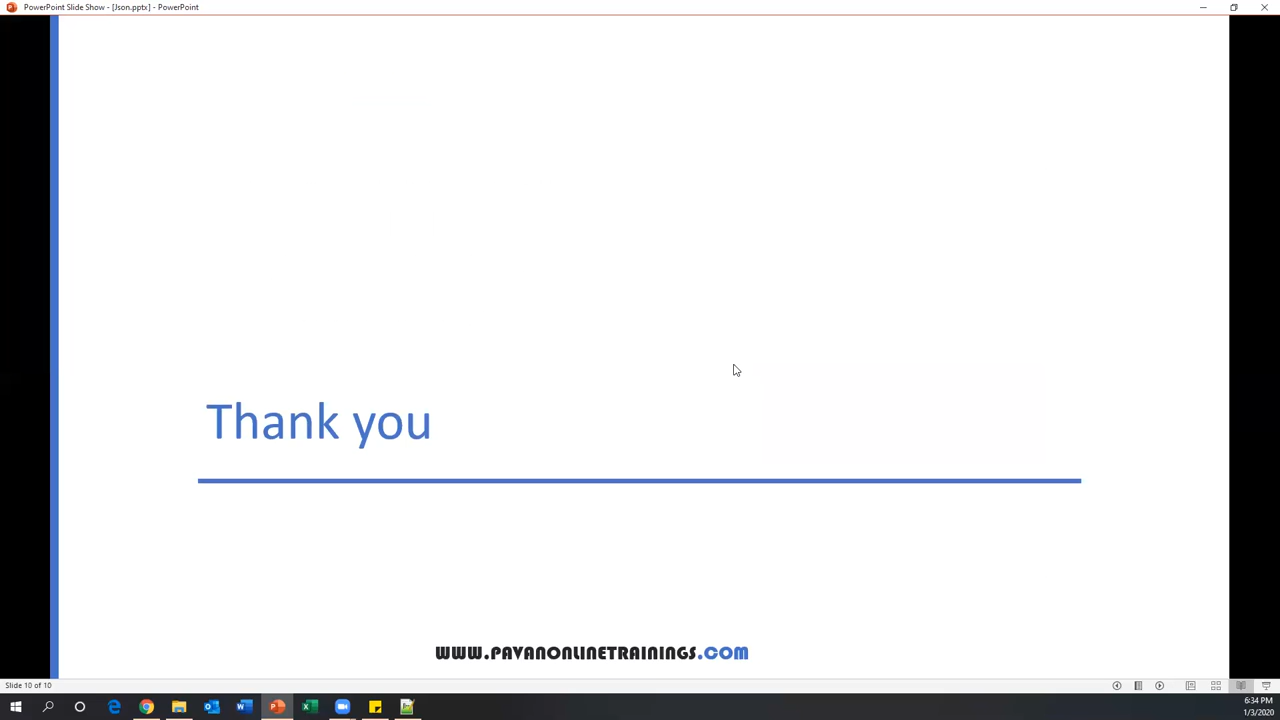 PowerPoint Slide Show - [Json.pptx] - PowerPoint
Thank you
WWW.PAVANONLINETRAININGS.COM
Slide 10 of 10
6:34 PM
1/3/2020